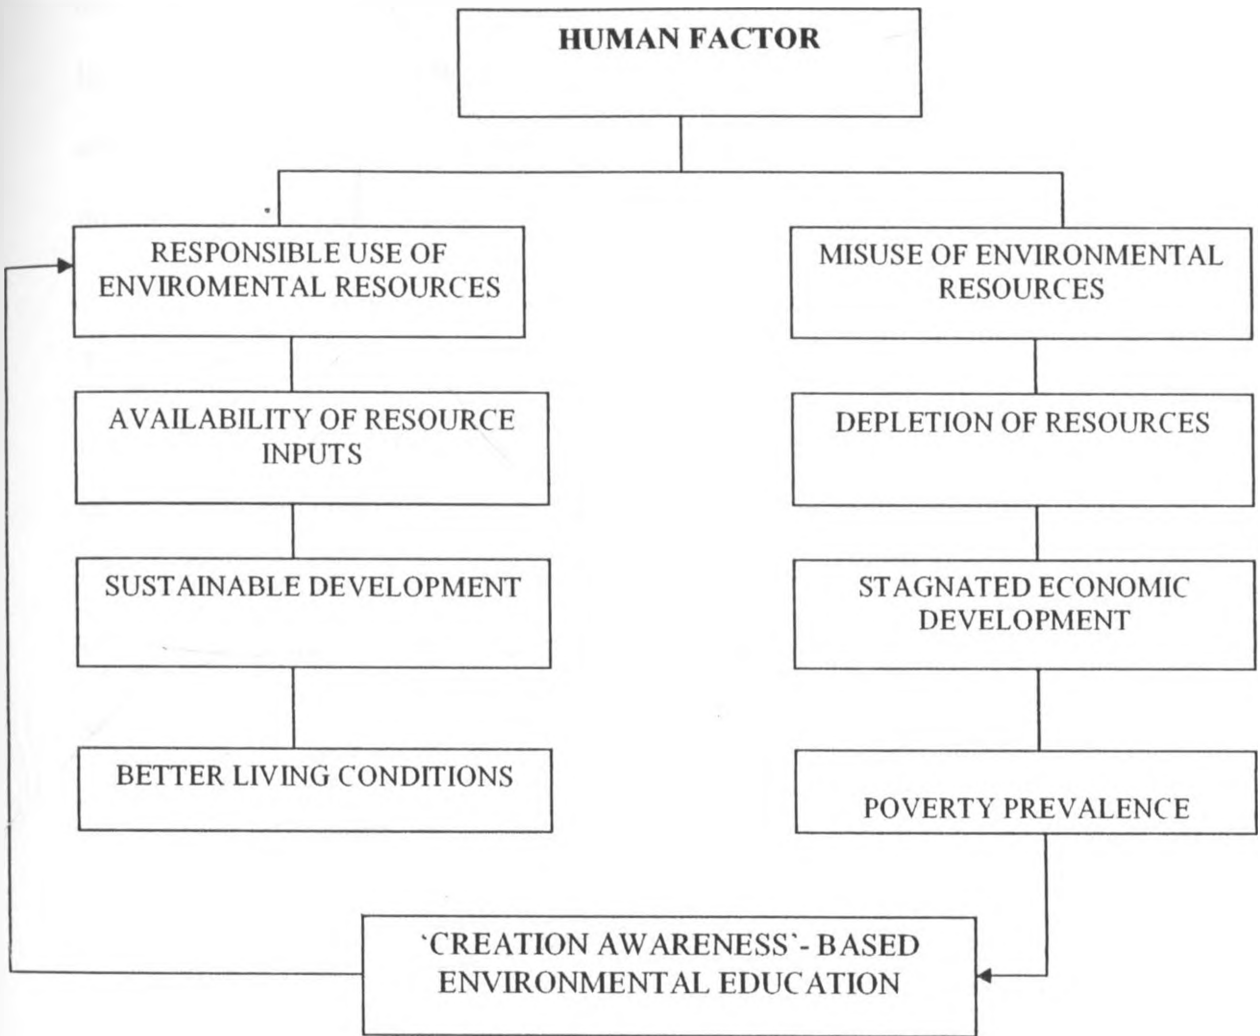 HUMAN FACTOR
RESPONSIBLE USE OF
ENVIROMENTAL RESOURCES
MISUSE OF ENVIRONMENTAL
RESOURCES
AVAILABILITY OF RESOURCE
INPUTS
DEPLETION OF RESOURCES
SUSTAINABLE DEVELOPMENT
STAGNATED ECONOMIC
DEVELOPMENT
BETTER LIVING CONDITIONS
POVERTY PREVALENCE
‘CREATION AWARENESS‵- BASED
ENVIRONMENTAL EDUCATION